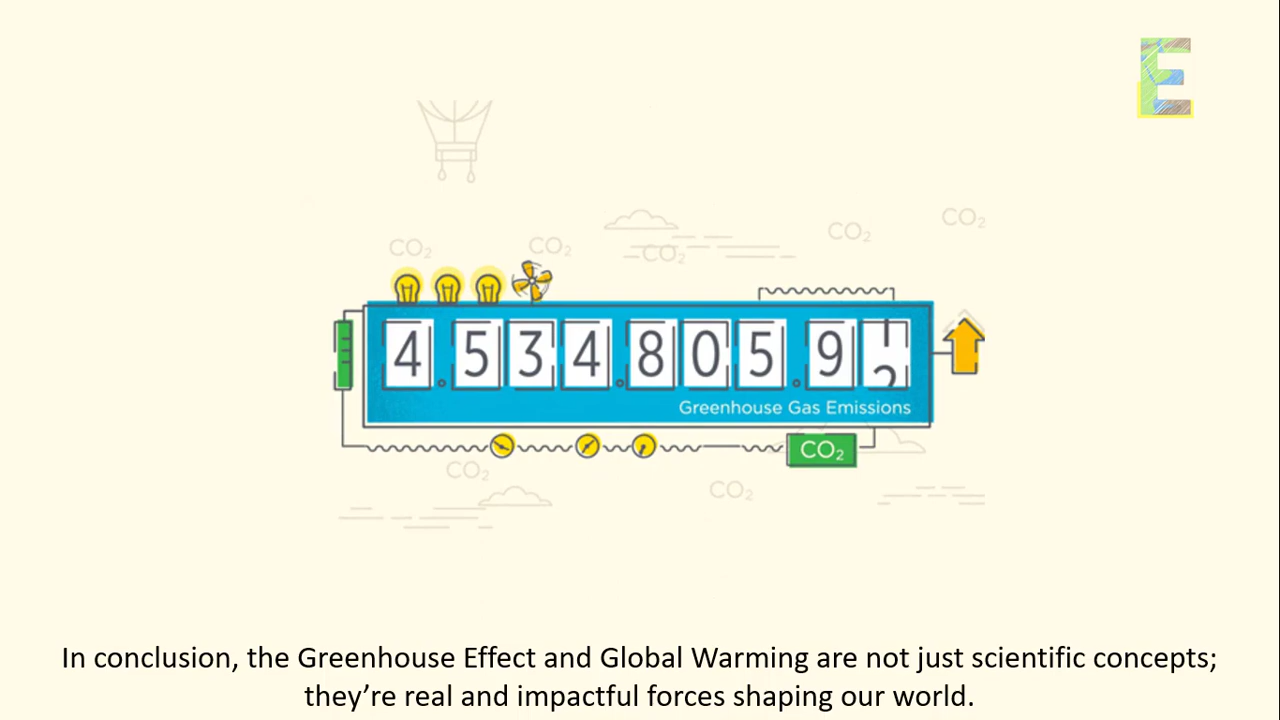 E
CO₂
CO₂
CO₂
CO₂
CO₂
4.534.805.9
Greenhouse Gas Emissions
CO₂
CO₂
CO₂
In conclusion, the Greenhouse Effect and Global Warming are not just scientific concepts;
they’re real and impactful forces shaping our world.